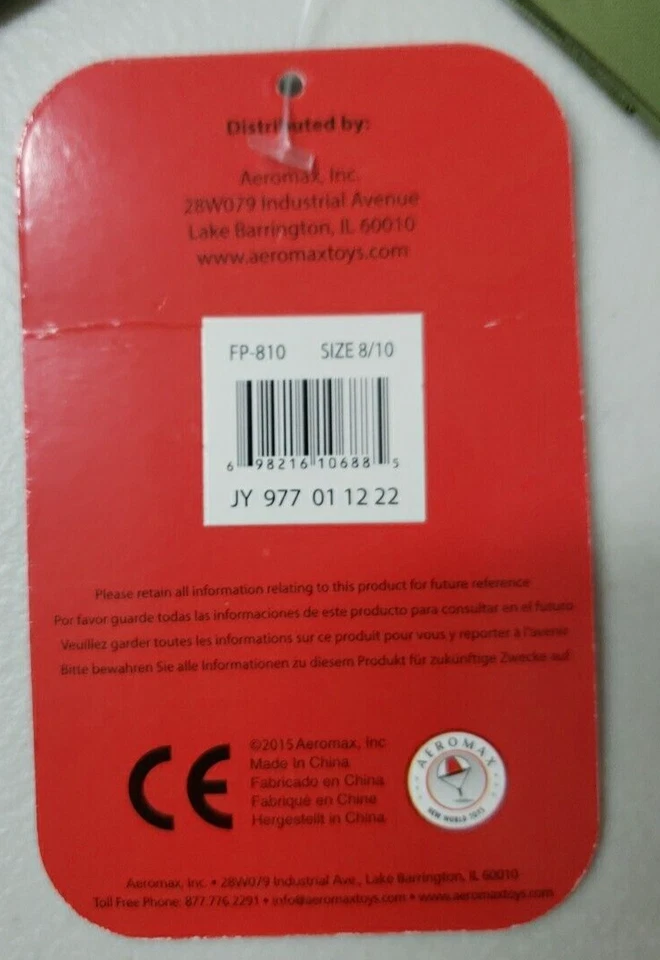 Distributed by:
Aeromax, Inc.
28W079 Industrial Avenue
Lake Barrington, IL 60010
www.aeromaxtoys.com
FP-810 SIZE 8/10
6 98216 10688 5
JY 977 01 12 22
Please retain all information relating to this product for future reference
Por favor guarde todas las informaciones de este producto para consultar en el futuro
Veuillez garder toutes les informations sur ce produit pour vous y reporter à l'avenir
Bitte bewahren Sie alle Informationen zu diesem Produkt für zukünftige Zwecke auf
CE
©2015 Aeromax, Inc
Made In China
Fabricado en China
Fabriqué en Chine
Hergestellt in China
AEROMAX
NEW WORLD TOYS
Aeromax, Inc. • 28W079 Industrial Ave., Lake Barrington, IL 60010
Toll Free Phone: 877.776.2291 • info@aeromaxtoys.com • www.aeromaxtoys.com